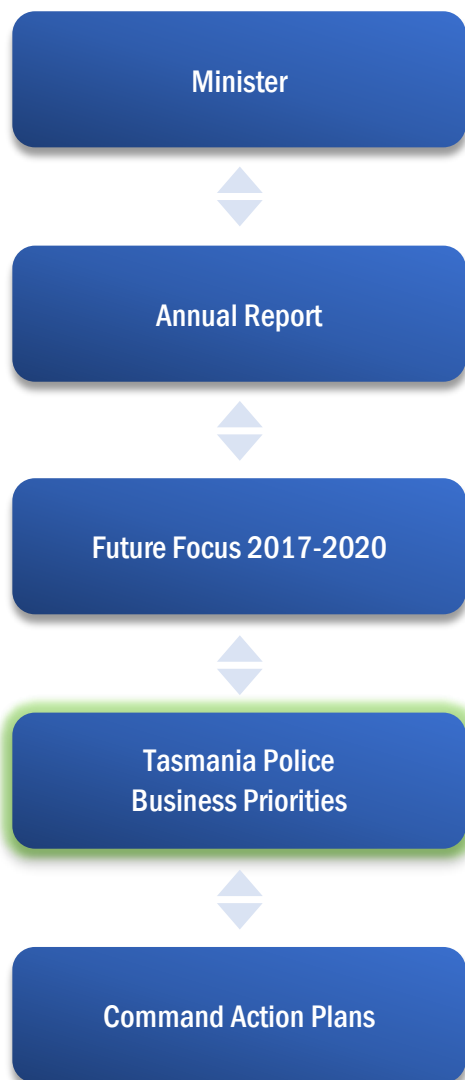 Minister
Annual Report
Future Focus 2017-2020
Tasmania Police
Business Priorities
Command Action Plans